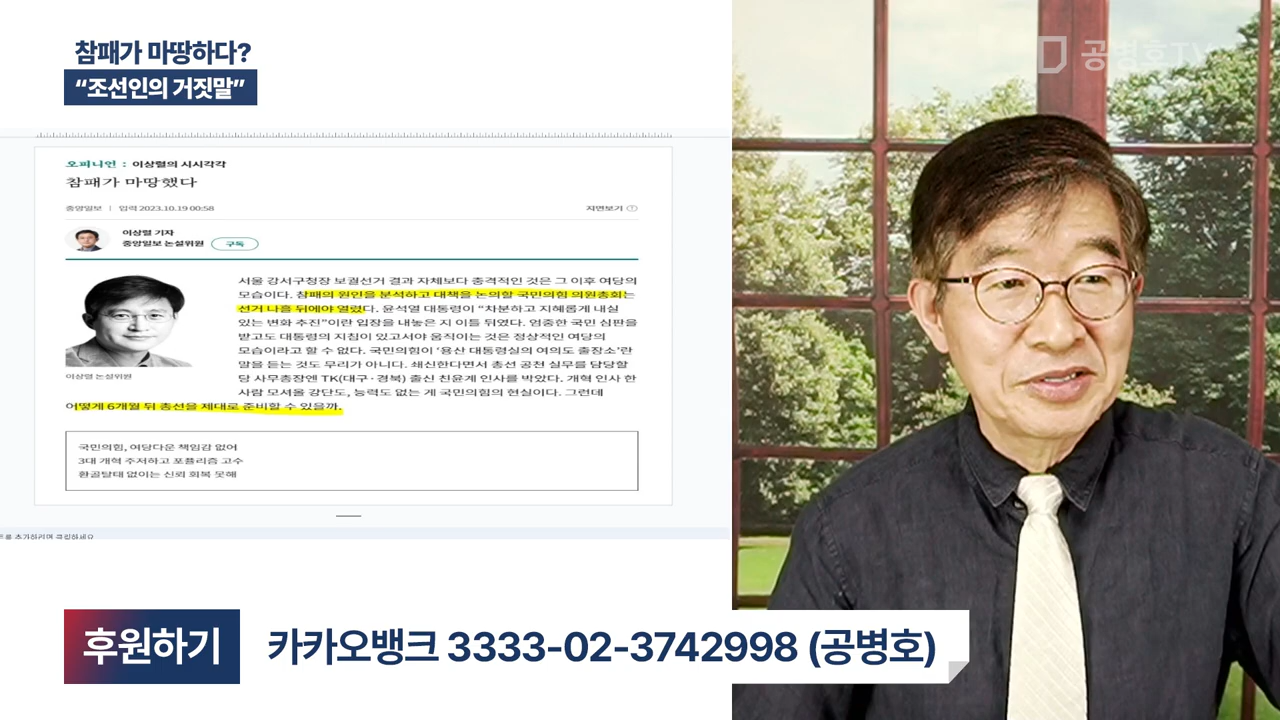 참패가 마땅하다?
“조선인의 거짓말”
공병호TV
오피니언 : 이상렬의 시시각각
참패가 마땅했다
중앙일보 | 입력 2023.10.19 00:58
지면보기
이상렬 기자
중앙일보 논설위원 구독
서울 강서구청장 보궐선거 결과 자체보다 충격적인 것은 그 이후 여당의
모습이다. 참패의 원인을 분석하고 대책을 논의할 국민의힘 의원총회는
선거 나흘 뒤에야 열렸다. 윤석열 대통령이 “차분하고 지혜롭게 내실
있는 변화 추진”이란 입장을 내놓은 지 이틀 뒤였다. 엄중한 국민 심판을
받고도 대통령의 지침이 있고서야 움직이는 것은 정상적인 여당의
모습이라고 할 수 없다. 국민의힘이 ‘용산 대통령실의 여의도 출장소’란
말을 듣는 것도 무리가 아니다. 쇄신한다면서 총선 공천 실무를 담당할
당 사무총장엔 TK(대구·경북) 출신 친윤계 인사를 박았다. 개혁 인사 한
사람 모셔올 강단도, 능력도 없는 게 국민의힘의 현실이다. 그런데
어떻게 6개월 뒤 총선을 제대로 준비할 수 있을까.
이상렬 논설위원
국민의힘, 여당다운 책임감 없어
3대 개혁 주저하고 포퓰리즘 고수
환골탈태 없이는 신뢰 회복 못해
추가하려면 클릭하세요
후원하기
카카오뱅크 3333-02-3742998 (공병호)